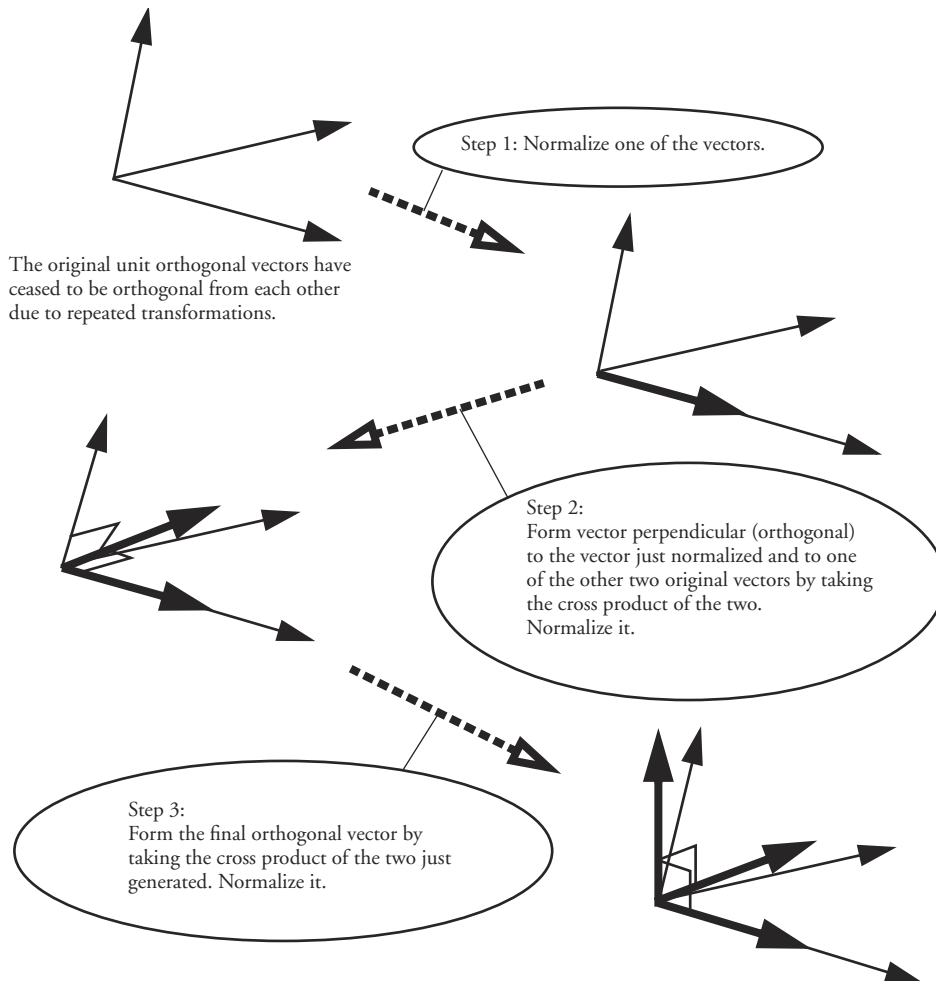 Step 1: Normalize one of the vectors.
The original unit orthogonal vectors have
ceased to be orthogonal from each other
due to repeated transformations.
Step 2:
Form vector perpendicular (orthogonal)
to the vector just normalized and to one
of the other two original vectors by taking
the cross product of the two.
Normalize it.
Step 3:
Form the final orthogonal vector by
taking the cross product of the two just
generated. Normalize it.